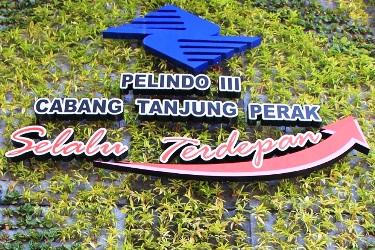 PELINDO III
CABANG TANJUNG PERAK
Selalu Terdepan